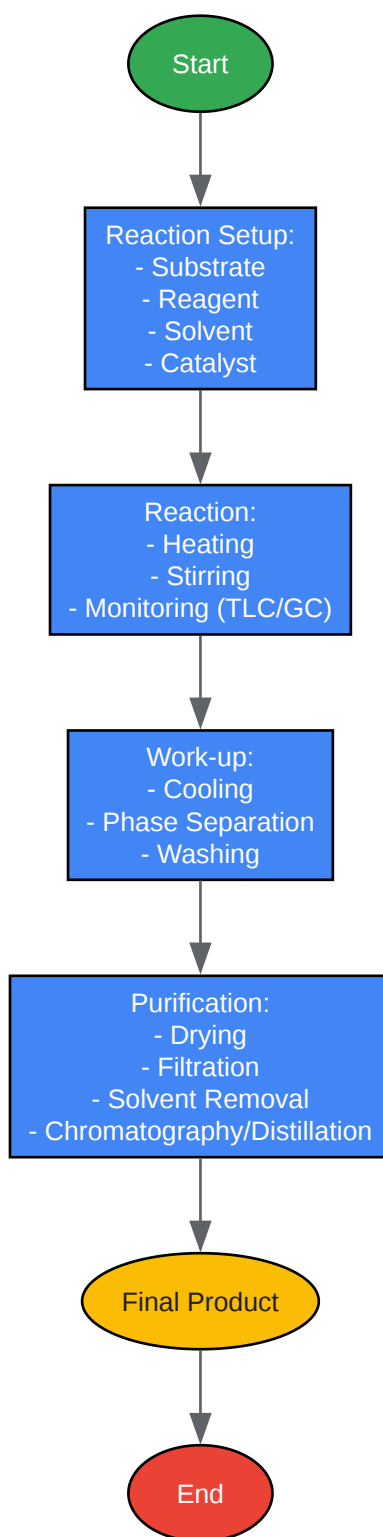 Start
Reaction Setup:
- Substrate
- Reagent
- Solvent
- Catalyst
Reaction:
- Heating
- Stirring
- Monitoring (TLC/GC)
Work-up:
- Cooling
- Phase Separation
- Washing
Purification:
- Drying
- Filtration
- Solvent Removal
- Chromatography/Distillation
Final Product
End